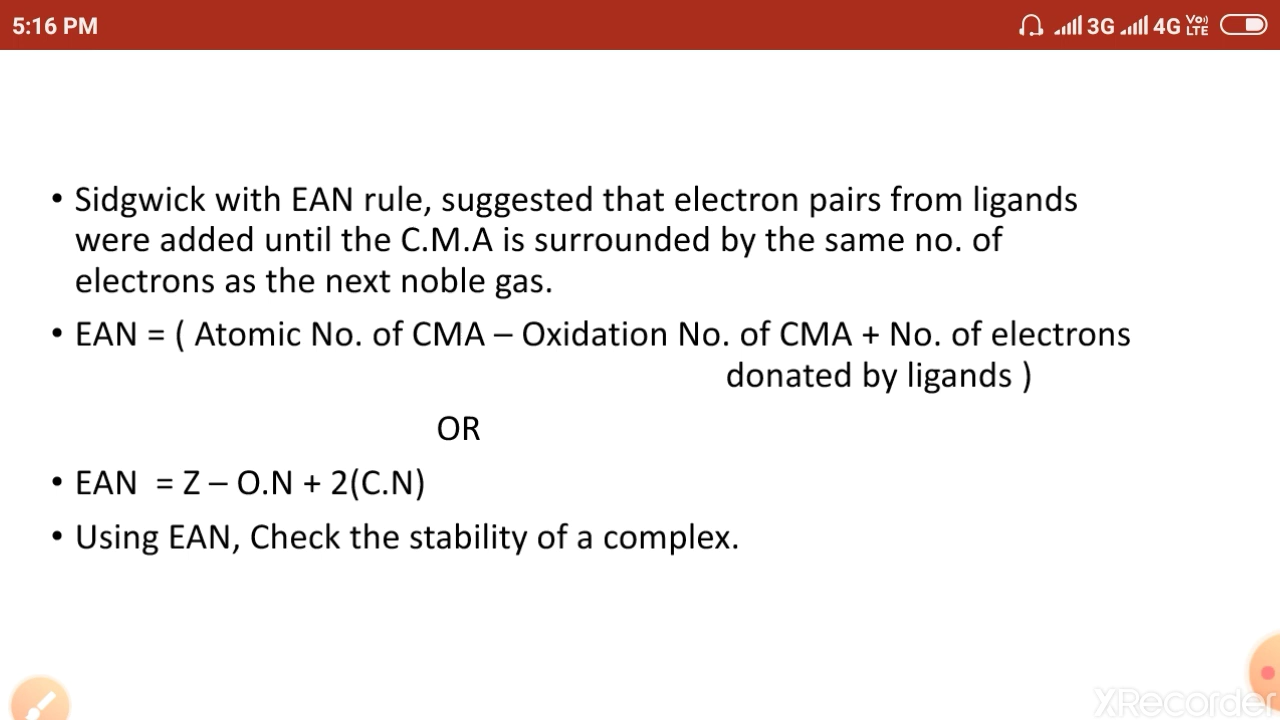 5:16 PM 3G 4G Vo) LTE
• Sidgwick with EAN rule, suggested that electron pairs from ligands
were added until the C.M.A is surrounded by the same no. of
electrons as the next noble gas.
• EAN = ( Atomic No. of CMA – Oxidation No. of CMA + No. of electrons
donated by ligands )
OR
• EAN = Z – O.N + 2(C.N)
• Using EAN, Check the stability of a complex.
XRecorder